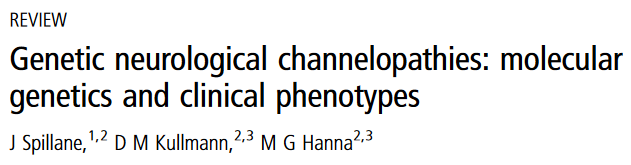 REVIEW
Genetic neurological channelopathies: molecular
genetics and clinical phenotypes
J Spillane,1,2 D M Kullmann,2,3 M G Hanna2,3